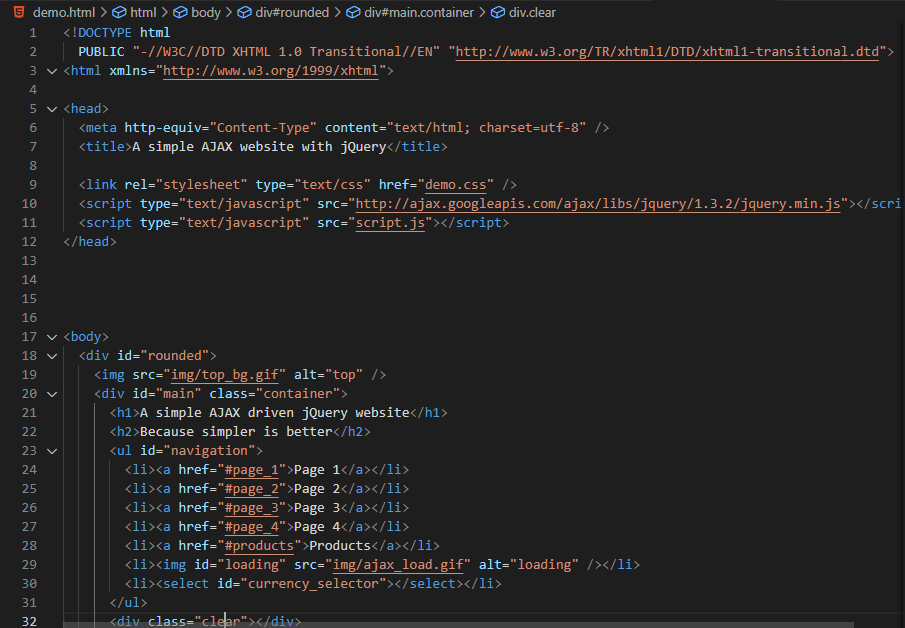 demo.html > html > body > div#rounded > div#main.container > div.clear
1 <!DOCTYPE html
2 PUBLIC "-//W3C//DTD XHTML 1.0 Transitional//EN" "http://www.w3.org/TR/xhtml1/DTD/xhtml1-transitional.dtd">
3 <html xmlns="http://www.w3.org/1999/xhtml">
4
5 <head>
6 <meta http-equiv="Content-Type" content="text/html; charset=utf-8" />
7 <title>A simple AJAX website with jQuery</title>
8
9 <link rel="stylesheet" type="text/css" href="demo.css" />
10 <script type="text/javascript" src="http://ajax.googleapis.com/ajax/libs/jquery/1.3.2/jquery.min.js"></scri
11 <script type="text/javascript" src="script.js"></script>
12 </head>
13
14
15
16
17 <body>
18 <div id="rounded">
19 <img src="img/top_bg.gif" alt="top" />
20 <div id="main" class="container">
21 <h1>A simple AJAX driven jQuery website</h1>
22 <h2>Because simpler is better</h2>
23 <ul id="navigation">
24 <li><a href="#page_1">Page 1</a></li>
25 <li><a href="#page_2">Page 2</a></li>
26 <li><a href="#page_3">Page 3</a></li>
27 <li><a href="#page_4">Page 4</a></li>
28 <li><a href="#products">Products</a></li>
29 <li><img id="loading" src="img/ajax_load.gif" alt="loading" /></li>
30 <li><select id="currency_selector"></select></li>
31 </ul>
32 <div class="clear"></div>